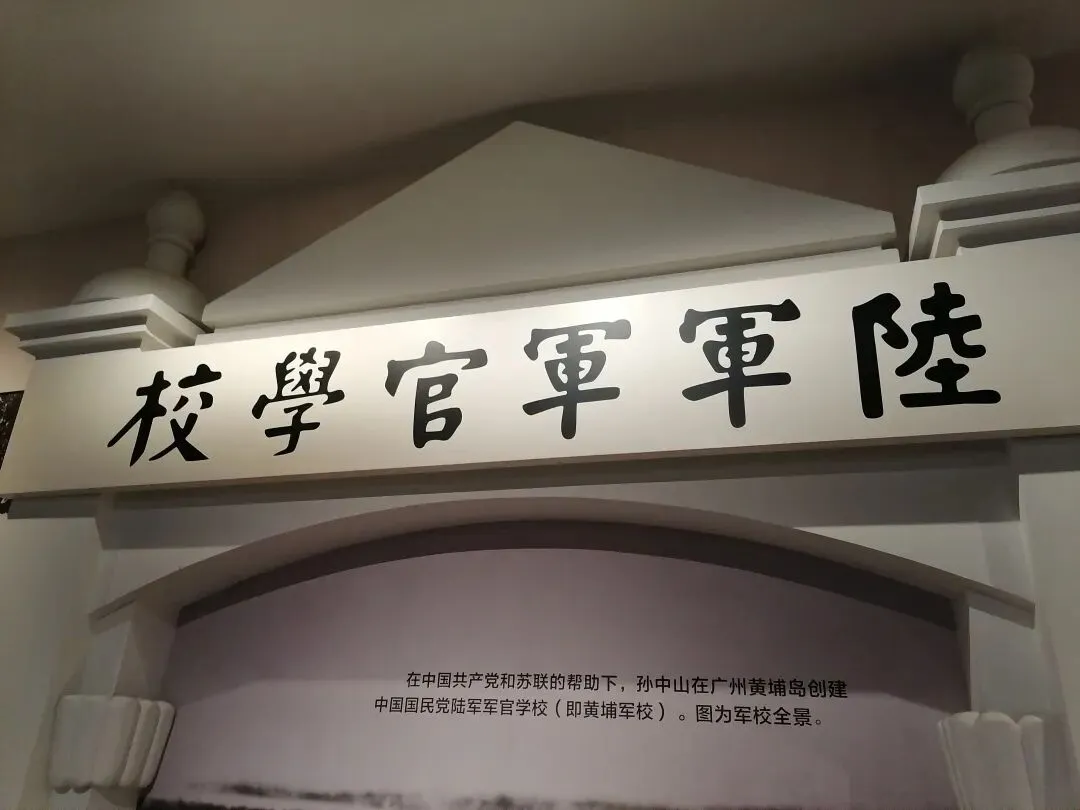 陸軍軍官學校
在中国共产党和苏联的帮助下，孙中山在广州黄埔岛创建
中国国民党陆军军官学校（即黄埔军校）。图为军校全景。